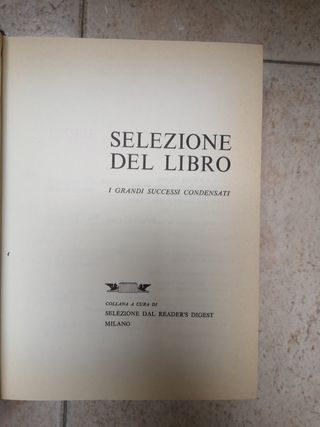 SELEZIONE
DEL LIBRO
I GRANDI SUCCESSI CONDENSATI
COLLANA A CURA DI
SELEZIONE DAL READER'S DIGEST
MILANO